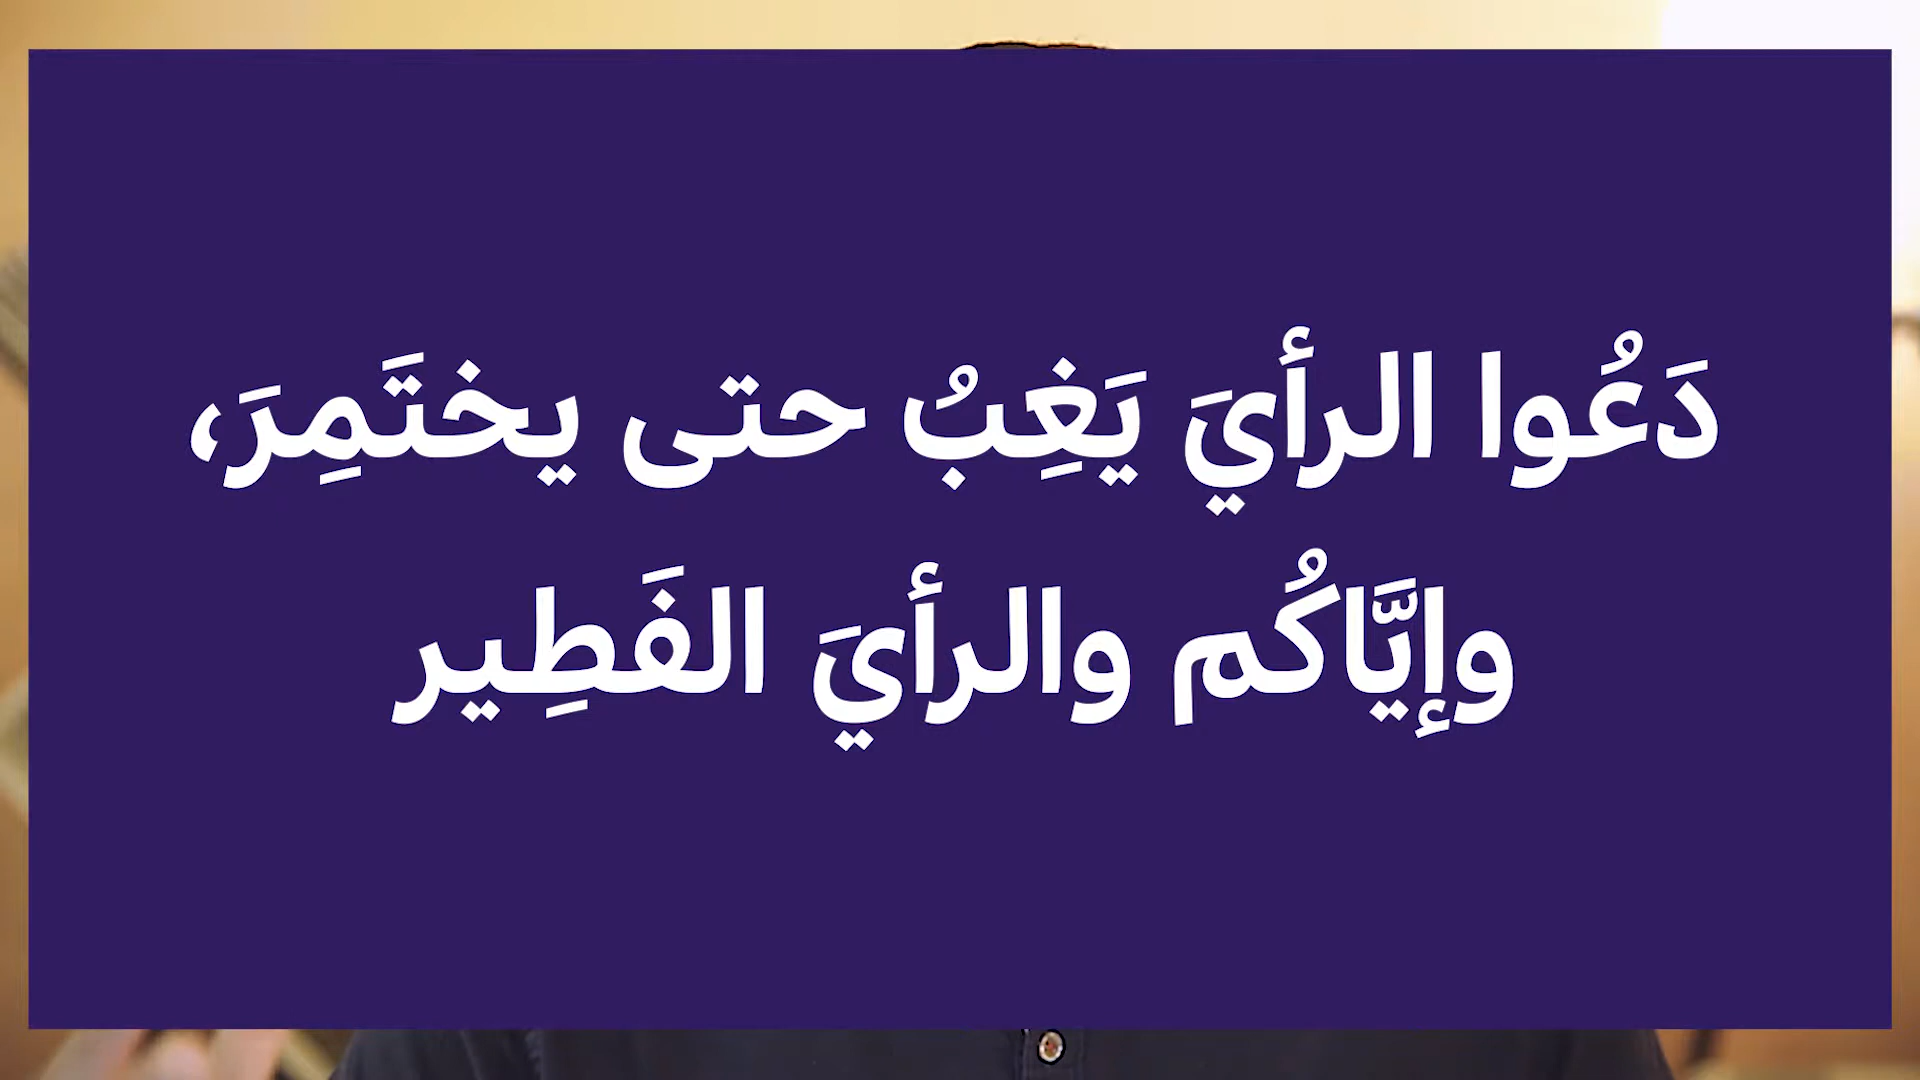 دَعُوا الرأيَ يَغِبُ حتى يختَمِرَ،
وإيَّاكُم والرأيَ الفَطِير